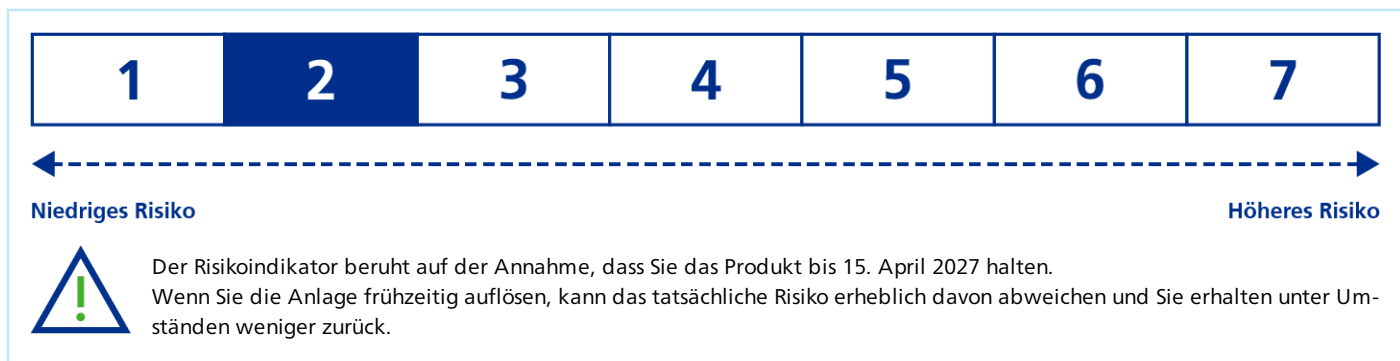 1 2 3 4 5 6 7
Niedriges Risiko Höheres Risiko
Der Risikoindikator beruht auf der Annahme, dass Sie das Produkt bis 15. April 2027 halten.
Wenn Sie die Anlage frühzeitig auflösen, kann das tatsächliche Risiko erheblich davon abweichen und Sie erhalten unter Um-
ständen weniger zurück.